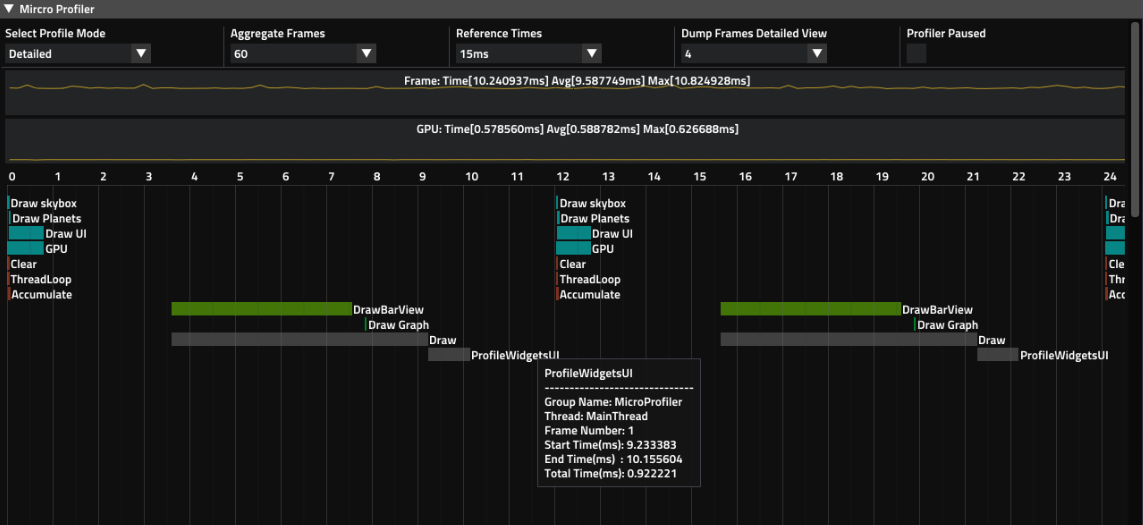 ▼ Mircro Profiler
Select Profile Mode Aggregate Frames Reference Times Dump Frames Detailed View Profiler Paused
Detailed ▼ 60 ▼ 15ms ▼ 4 ▼
Frame: Time[10.240937ms] Avg[9.587749ms] Max[10.824928ms]
GPU: Time[0.578560ms] Avg[0.588782ms] Max[0.626688ms]
0 1 2 3 4 5 6 7 8 9 10 11 12 13 14 15 16 17 18 19 20 21 22 23 24
Draw skybox Draw skybox Dra
Draw Planets Draw Planets Dra
Draw UI Draw UI
GPU GPU
Clear Clear Cle
ThreadLoop ThreadLoop Thr
Accumulate Accumulate Acc
DrawBarView DrawBarView
Draw Graph Draw Graph
Draw Draw
ProfileWidgetsUI ProfileWidgetsUI
ProfileWidgetsUI
--------------------------------
Group Name: MicroProfiler
Thread: MainThread
Frame Number: 1
Start Time(ms): 9.233383
End Time(ms) : 10.155604
Total Time(ms): 0.922221